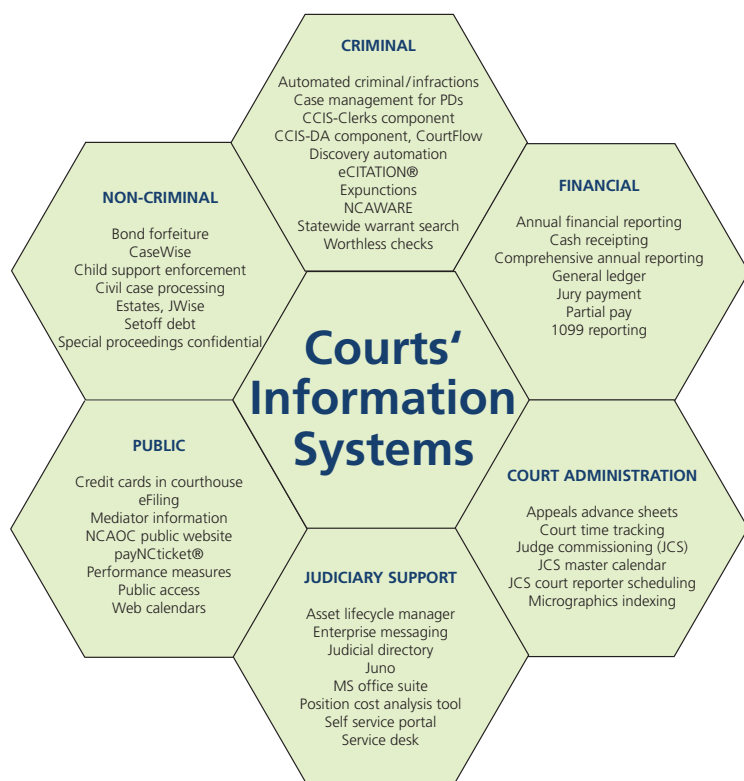 CRIMINAL
Automated criminal/infractions
Case management for PDs
CCIS-Clerks component
CCIS-DA component, CourtFlow
Discovery automation
eCITATION®
Expunctions
NCAWARE
Statewide warrant search
Worthless checks
NON-CRIMINAL
Bond forfeiture
CaseWise
Child support enforcement
Civil case processing
Estates, JWise
Setoff debt
Special proceedings confidential
FINANCIAL
Annual financial reporting
Cash receipting
Comprehensive annual reporting
General ledger
Jury payment
Partial pay
1099 reporting
Courts‘
Information
Systems
PUBLIC
Credit cards in courthouse
eFiling
Mediator information
NCAOC public website
payNCticket®
Performance measures
Public access
Web calendars
COURT ADMINISTRATION
Appeals advance sheets
Court time tracking
Judge commissioning (JCS)
JCS master calendar
JCS court reporter scheduling
Micrographics indexing
JUDICIARY SUPPORT
Asset lifecycle manager
Enterprise messaging
Judicial directory
Juno
MS office suite
Position cost analysis tool
Self service portal
Service desk